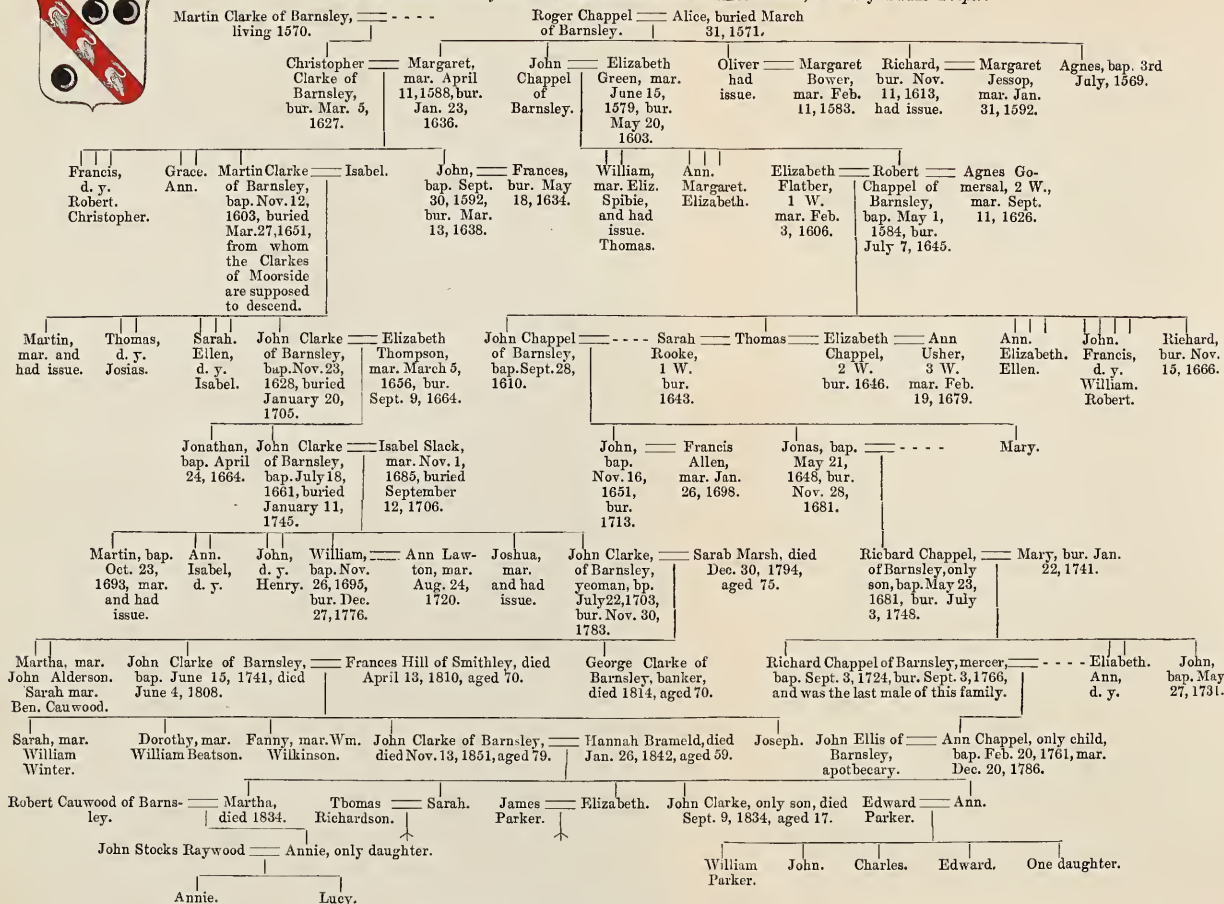 Martin Clarke of Barnsley,
living 1570.
Roger Chappel
of Barnsley.
Alice, buried March
31, 1571.
Christopher
Clarke of
Barnsley,
bur. Mar. 5,
1627.
Margaret,
mar. April
11, 1588, bur.
Jan. 23,
1636.
John
Chappel
of
Barnsley.
Elizabeth
Green, mar.
June 15,
1579, bur.
May 20,
1603.
Oliver
had
issue.
Margaret
Bower,
mar. Feb.
11, 1583.
Richard,
bur. Nov.
11, 1613,
had issue.
Margaret
Jessop,
mar. Jan.
31, 1592.
Agnes, bap. 3rd
July, 1569.
Francis,
d. y.
Robert.
Christopher.
Grace.
Ann.
Martin Clarke
of Barnsley,
bap. Nov. 12,
1603, buried
Mar. 27, 1651,
from whom
the Clarkes
of Moorside
are supposed
to descend.
Isabel.
John,
bap. Sept.
30, 1592,
bur. Mar.
13, 1638.
Frances,
bur. May
18, 1634.
William,
mar. Eliz.
Spibie,
and had
issue.
Thomas.
Ann.
Margaret.
Elizabeth.
Elizabeth
Flather,
1 W.
mar. Feb.
3, 1606.
Robert
Chappel of
Barnsley,
bap. May 1,
1584, bur.
July 7, 1645.
Agnes Go-
mersal, 2 W.,
mar. Sept.
11, 1626.
Martin,
mar. and
had issue.
Thomas,
d. y.
Josias.
Sarah.
Ellen,
d. y.
Isabel.
John Clarke
of Barnsley,
bap. Nov. 23,
1628, buried
January 20,
1705.
Elizabeth
Thompson,
mar. March 5,
1656, bur.
Sept. 9, 1664.
John Chappel
of Barnsley,
bap. Sept. 28,
1610.
Sarah
Rooke,
1 W.
bur.
1643.
Thomas
Elizabeth
Chappel,
2 W.
bur. 1646.
Ann
Usher,
3 W.
mar. Feb.
19, 1679.
Ann.
Elizabeth.
Ellen.
John.
Francis,
d. y.
William.
Robert.
Richard,
bur. Nov.
15, 1666.
Jonathan,
bap. April
24, 1664.
John Clarke
of Barnsley,
bap. July 18,
1661, buried
January 11,
1745.
Isabel Slack,
mar. Nov. 1,
1685, buried
September
12, 1706.
John,
bap.
Nov. 16,
1651,
bur.
1713.
Francis
Allen,
mar. Jan.
26, 1698.
Jonas, bap.
May 21,
1648, bur.
Nov. 28,
1681.
Mary.
Martin, bap.
Oct. 23,
1693, mar.
and had
issue.
Ann.
Isabel,
d. y.
John,
d. y.
Henry.
William,
bap. Nov.
26, 1695,
bur. Dec.
27, 1776.
Ann Law-
ton, mar.
Aug. 24,
1720.
Joshua,
mar.
and had
issue.
John Clarke,
of Barnsley,
yeoman, bp.
July 22, 1703,
bur. Nov. 30,
1783.
Sarah Marsh, died
Dec. 30, 1794,
aged 75.
Richard Chappel,
of Barnsley, only
son, bap. May 23,
1681, bur. July
3, 1748.
Mary, bur. Jan.
22, 1741.
Martha, mar.
John Alderson.
Sarah mar.
Ben. Cauwood.
John Clarke of Barnsley,
bap. June 15, 1741, died
June 4, 1808.
Frances Hill of Smithley, died
April 13, 1810, aged 70.
George Clarke of
Barnsley, banker,
died 1814, aged 70.
Richard Chappel of Barnsley, mercer,
bap. Sept. 3, 1724, bur. Sept. 3, 1766,
and was the last male of this family.
Eliabeth.
Ann,
d. y.
John,
bap. May
27, 1731.
Sarah, mar.
William
Winter.
Dorothy, mar.
William Beatson.
Fanny, mar. Wm.
Wilkinson.
John Clarke of Barnsley,
died Nov. 13, 1851, aged 79.
Hannah Brameld, died
Jan. 26, 1842, aged 59.
Joseph.
John Ellis of
Barnsley,
apothecary.
Ann Chappel, only child,
bap. Feb. 20, 1761, mar.
Dec. 20, 1786.
Robert Cauwood of Barns-
ley.
Martha,
died 1834.
Thomas
Richardson.
Sarah.
James
Parker.
Elizabeth.
John Clarke, only son, died
Sept. 9, 1834, aged 17.
Edward
Parker.
Ann.
John Stocks Raywood
Annie, only daughter.
William
Parker.
John.
Charles.
Edward.
One daughter.
Annie.
Lucy.